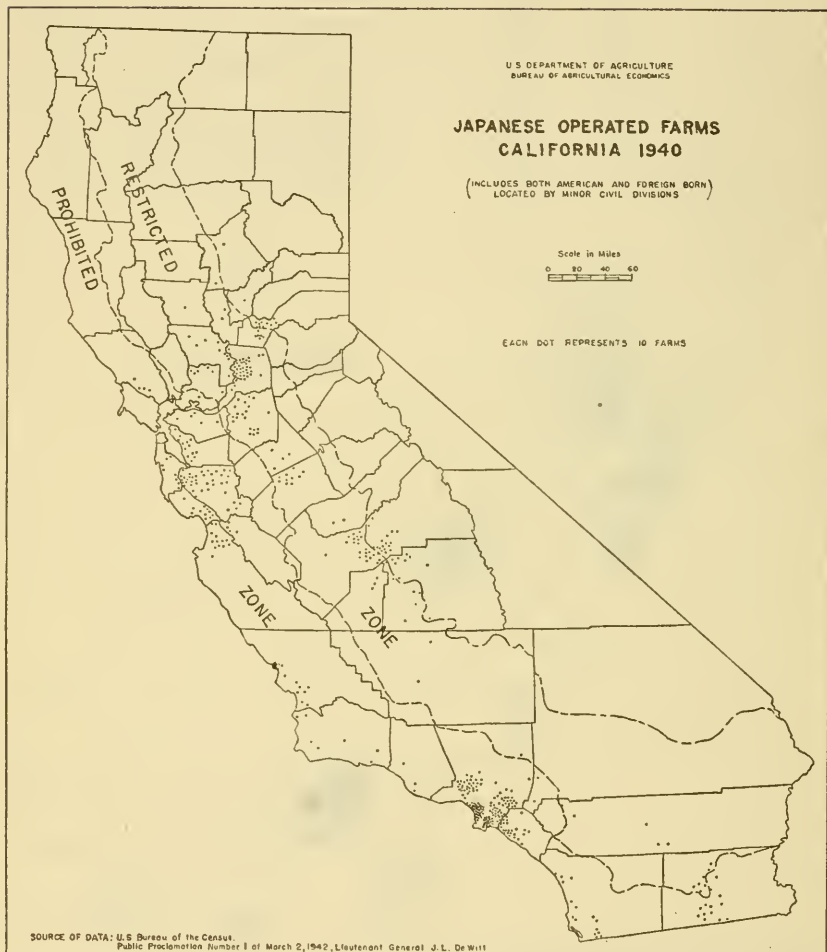 U S DEPARTMENT OF AGRICULTURE
BUREAU OF AGRICULTURAL ECONOMICS
JAPANESE OPERATED FARMS
CALIFORNIA 1940
(INCLUDES BOTH AMERICAN AND FOREIGN BORN)
LOCATED BY MINOR CIVIL DIVISIONS
Scale in Miles
0 20 40 60
EACH DOT REPRESENTS 10 FARMS
PROHIBITED
RESTRICTED
ZONE
ZONE
SOURCE OF DATA: U.S Bureau of the Census.
Public Proclamation Number 1 of March 2, 1942, Lieutenant General J. L. De Witt